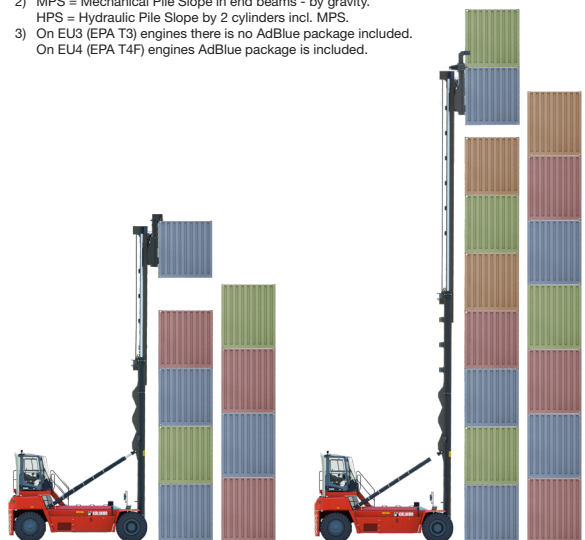 2) MPS = Mechanical Pile Slope in end beams - by gravity.
HPS = Hydraulic Pile Slope by 2 cylinders incl. MPS.
3) On EU3 (EPA T3) engines there is no AdBlue package included.
On EU4 (EPA T4F) engines AdBlue package is included.